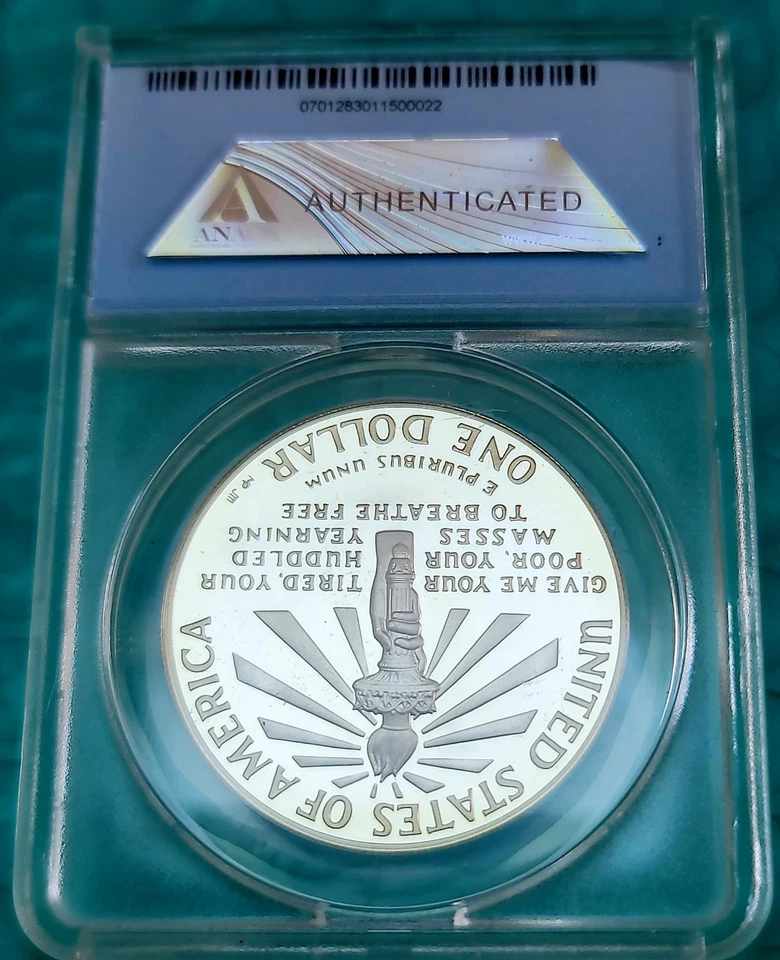 0701283011500022
AUTHENTICATED
ANA
UNITED STATES OF AMERICA
GIVE ME YOUR TIRED, YOUR
POOR, YOUR HUDDLED
MASSES YEARNING
TO BREATHE FREE
E PLURIBUS UNUM
ONE DOLLAR